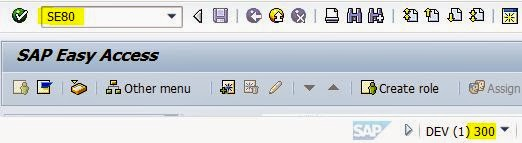 SE80
SAP Easy Access
Other menu Create role Assign
SAP DEV (1) 300